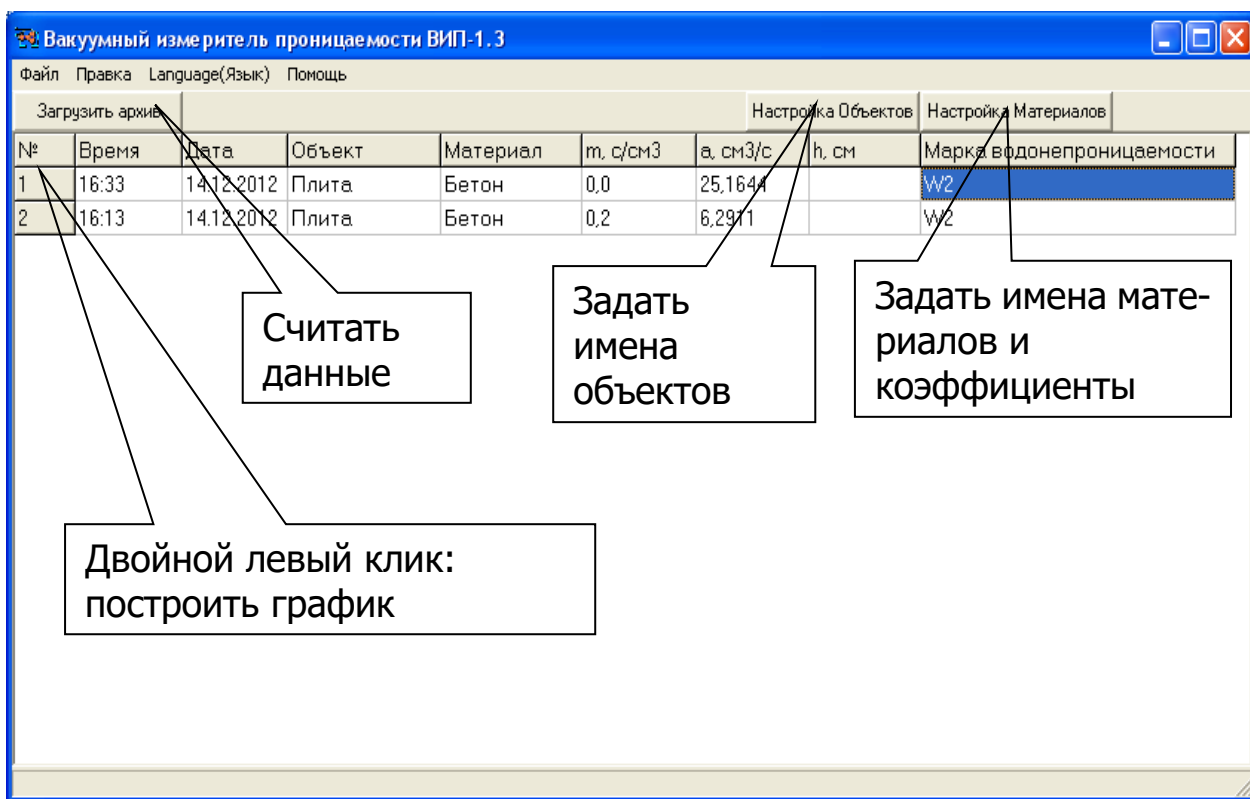 Вакуумный измеритель проницаемости ВИП-1.3
Файл Правка Language(Язык) Помощь
Загрузить архив Настройка Объектов Настройка Материалов
№ Время Дата Объект Материал m, с/см3 a, см3/с h, см Марка водонепроницаемости
1 16:33 14.12.2012 Плита Бетон 0,0 25,1644 W2
2 16:13 14.12.2012 Плита Бетон 0,2 6,2911 W2
Считать
данные
Задать
имена
объектов
Задать имена мате-
риалов и
коэффициенты
Двойной левый клик:
построить график